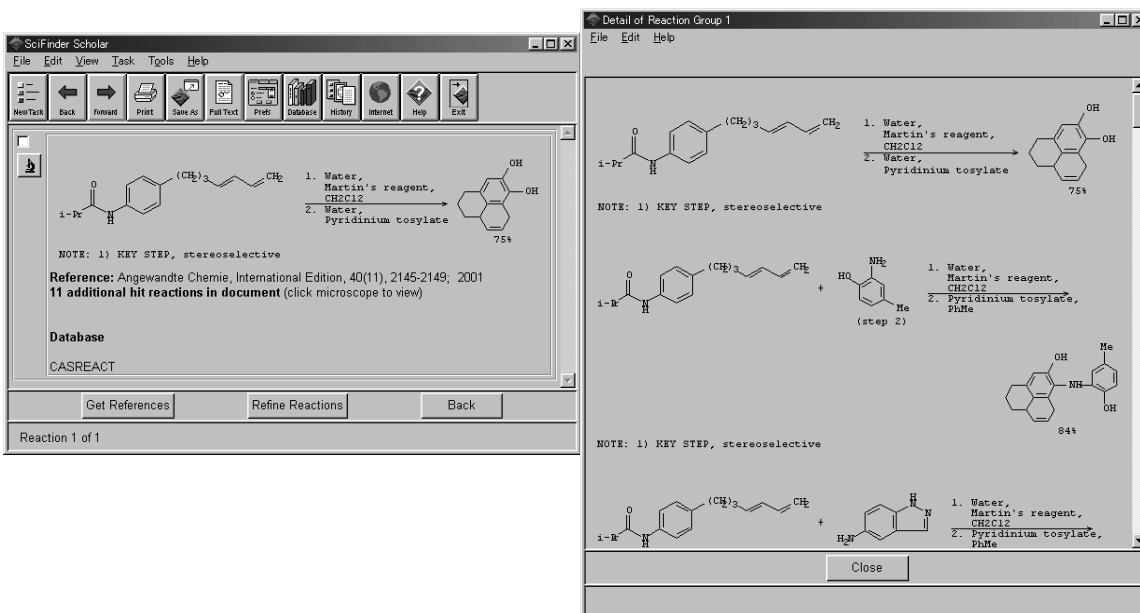 SciFinder Scholar
File Edit View Task Tools Help
New Task Back Forward Print Save As Full Text Prefs Database History Internet Help Exit
(CH2)3 CH2
O
i-Pr N
H
1. Water,
Martin's reagent,
CH2Cl2
2. Water,
Pyridinium tosylate
OH
OH
75%
NOTE: 1) KEY STEP, stereoselective
Reference: Angewandte Chemie, International Edition, 40(11), 2145-2149; 2001
11 additional hit reactions in document (click microscope to view)
Database
CASREACT
Get References Refine Reactions Back
Reaction 1 of 1
Detail of Reaction Group 1
File Edit Help
(CH2)3 CH2
O
i-Pr N
H
1. Water,
Martin's reagent,
CH2Cl2
2. Water,
Pyridinium tosylate
OH
OH
75%
NOTE: 1) KEY STEP, stereoselective
(CH2)3 CH2
O
i-Pr N
H
+
NH2
HO
Me
(step 2)
1. Water,
Martin's reagent,
CH2Cl2
2. Pyridinium tosylate,
PhMe
OH
Me
NH
OH
84%
NOTE: 1) KEY STEP, stereoselective
(CH2)3 CH2
O
i-Pr N
H
+
H
N
N
H2N
1. Water,
Martin's reagent,
CH2Cl2
2. Pyridinium tosylate,
PhMe
Close